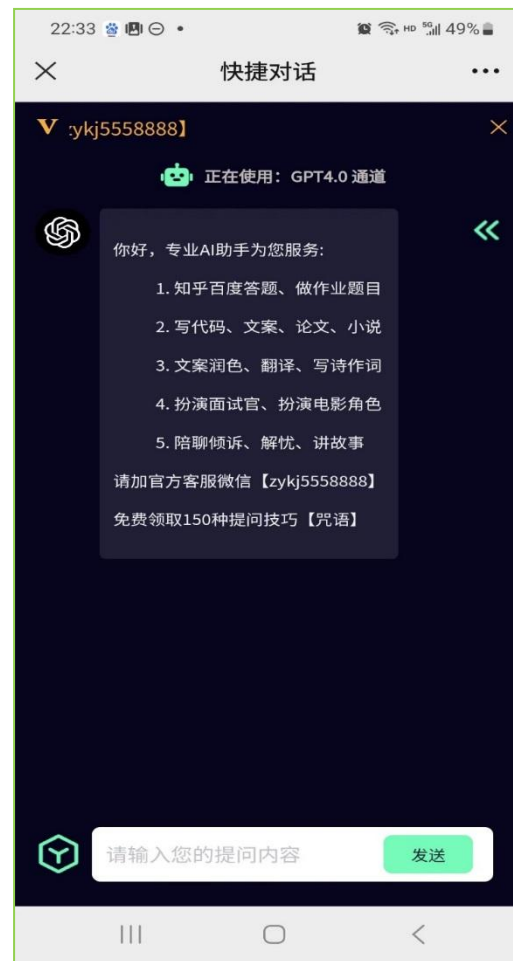 22:33 HD 5G 49%
快捷对话
V :ykj5558888】
正在使用：GPT4.0 通道
你好，专业AI助手为您服务:
1. 知乎百度答题、做作业题目
2. 写代码、文案、论文、小说
3. 文案润色、翻译、写诗作词
4. 扮演面试官、扮演电影角色
5. 陪聊倾诉、解忧、讲故事
请加官方客服微信【zykj5558888】
免费领取150种提问技巧【咒语】
请输入您的提问内容
发送